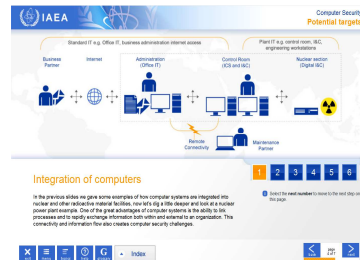 IAEA
Computer Security
Potential targets
Standard IT e.g. Office IT, business administration internet assess
Plant IT e.g. control room, I&C,
engineering workstations
Business
Partner
Internet
Administration
(Office IT)
Control Room
(ICS and I&C)
Nuclear section
(Digital I&C)
Remote
Connectivity
Maintenance
Partner
Integration of computers
1 2 3 4 5 6
In the previous slides we gave some examples of how computer systems are integrated into
nuclear and other radioactive material facilities, now let's dig a little deeper and look at a nuclear
power plant example. One of the great advantages of computer systems is the ability to link
processes and to rapidly exchange information both within and external to an organization. This
connectivity and information flow also creates computer security challenges.
Select the next number to move to the next step on
this page.
X
G
Index
page
4 of 7